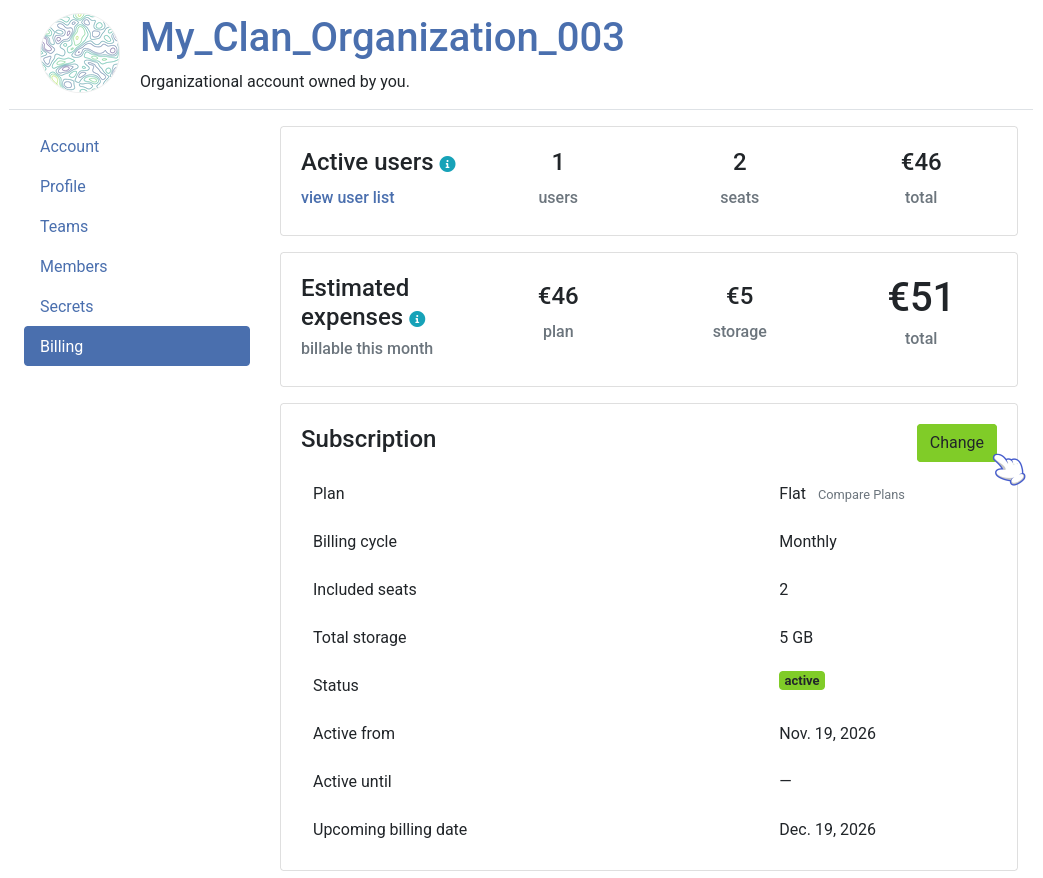 My_Clan_Organization_003
Organizational account owned by you.
Account
Profile
Teams
Members
Secrets
Billing
Active users
view user list
1
users
2
seats
€46
total
Estimated
expenses
billable this month
€46
plan
€5
storage
€51
total
Subscription
Change
Plan
Flat Compare Plans
Billing cycle
Monthly
Included seats
2
Total storage
5 GB
Status
active
Active from
Nov. 19, 2026
Active until
—
Upcoming billing date
Dec. 19, 2026